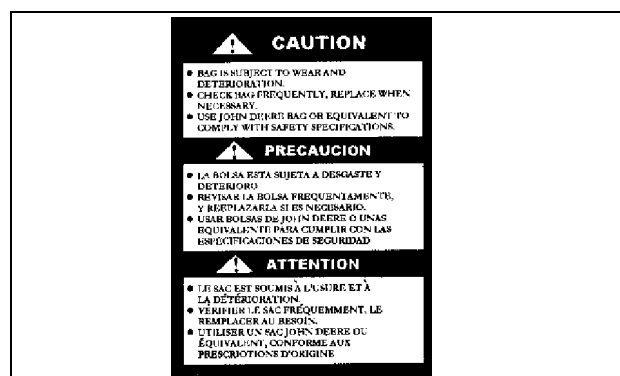 CAUTION
● BAG IS SUBJECT TO WEAR AND
DETERIORATION.
● CHECK BAG FREQUENTLY, REPLACE WHEN
NECESSARY.
● USE JOHN DEERE BAG OR EQUIVALENT TO
COMPLY WITH SAFETY SPECIFICATIONS.
PRECAUCION
● LA BOLSA ESTA SUJETA A DESGASTE Y
DETERIORO
● REVISAR LA BOLSA FREQUENTAMENTE,
Y REEPLAZARLA SI ES NECESARIO.
● USAR BOLSAS DE JOHN DEERE O UNAS
EQUIVALENTE PARA CUMPLIR CON LAS
ESPECIFICACIONES DE SEGURIDAD
ATTENTION
● LE SAC EST SOUMIS À L'USURE ET À
LA DÉTÉRIORATION.
● VÉRIFIER LE SAC FRÉQUEMMENT, LE
REMPLACER AU BESOIN.
● UTILISER UN SAC JOHN DEERE OU
ÉQUIVALENT, CONFORME AUX
PRESCRIOTIONS D'ORIGINE